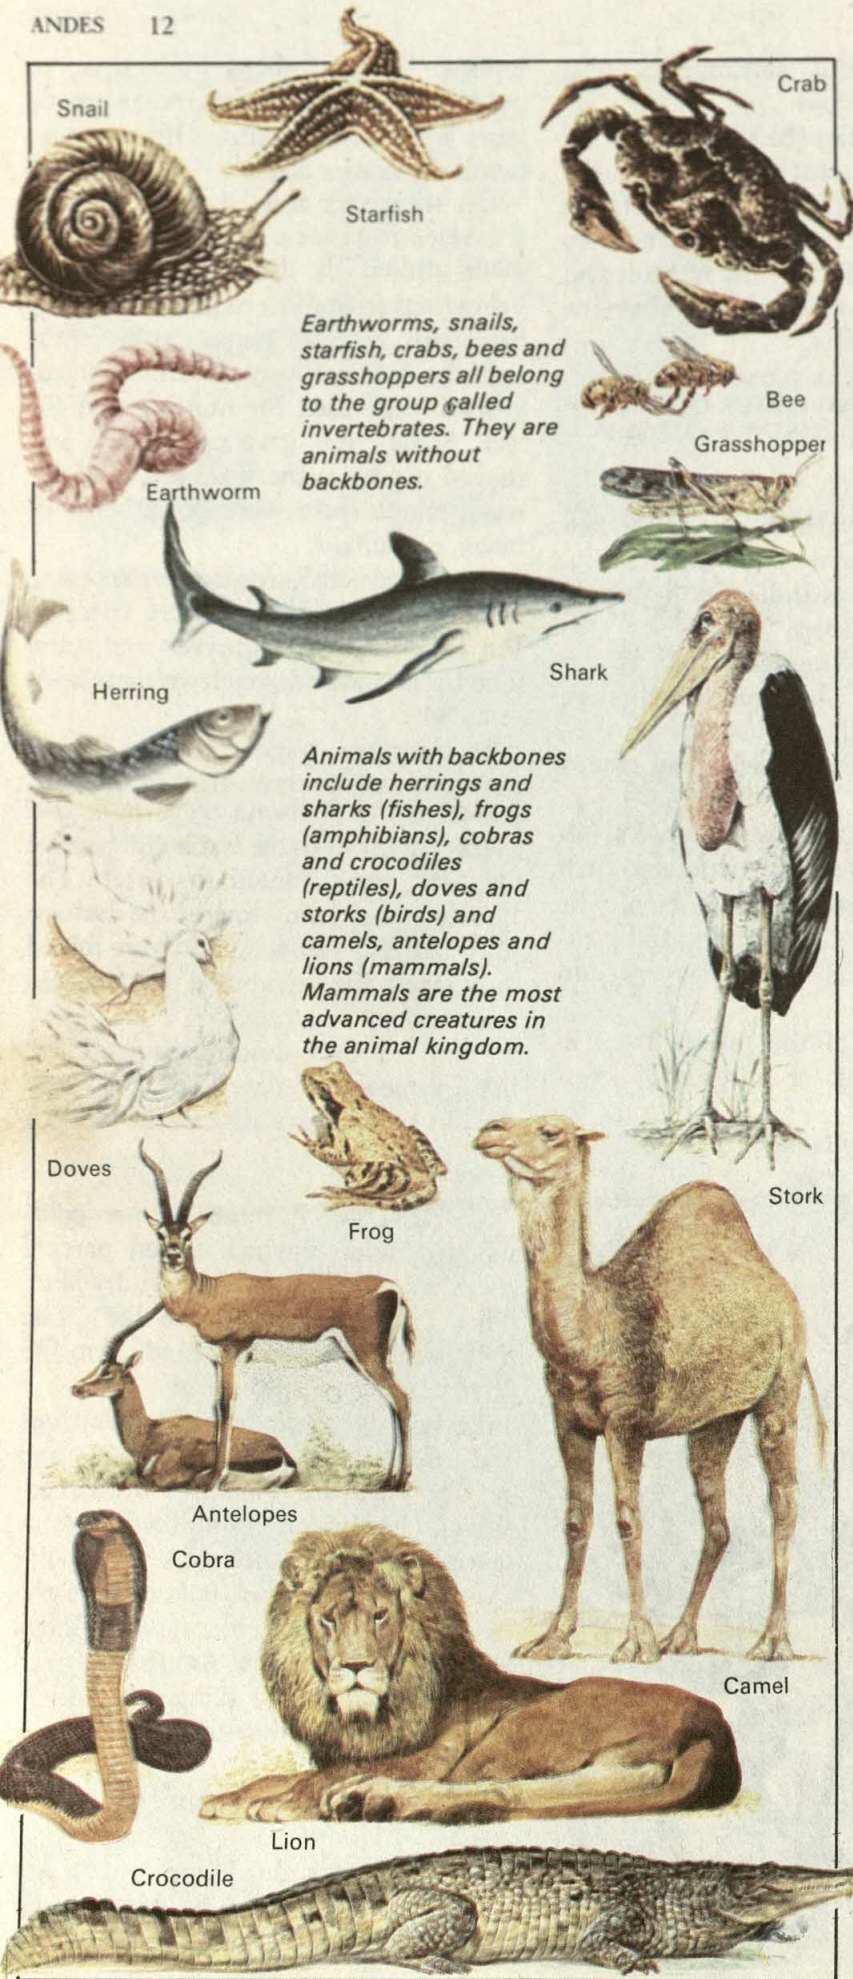 ANDES 12
Snail
Starfish
Crab
Earthworms, snails,
starfish, crabs, bees and
grasshoppers all belong
to the group called
invertebrates. They are
animals without
backbones.
Bee
Grasshopper
Earthworm
Shark
Herring
Animals with backbones
include herrings and
sharks (fishes), frogs
(amphibians), cobras
and crocodiles
(reptiles), doves and
storks (birds) and
camels, antelopes and
lions (mammals).
Mammals are the most
advanced creatures in
the animal kingdom.
Doves
Stork
Frog
Antelopes
Cobra
Camel
Lion
Crocodile